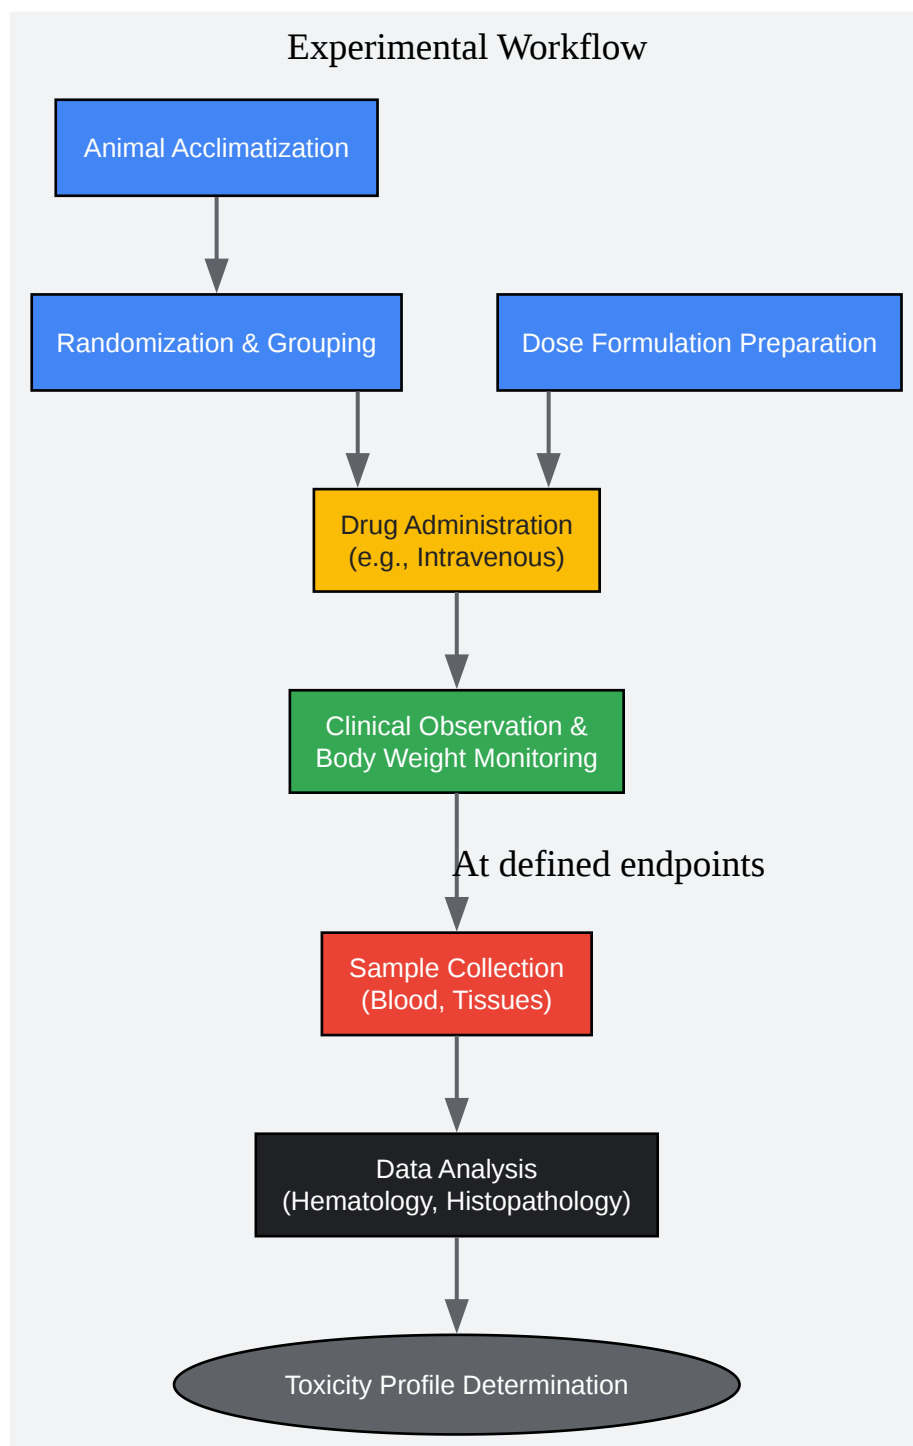 Experimental Workflow
Animal Acclimatization
Randomization & Grouping
Dose Formulation Preparation
Drug Administration
(e.g., Intravenous)
Clinical Observation &
Body Weight Monitoring
At defined endpoints
Sample Collection
(Blood, Tissues)
Data Analysis
(Hematology, Histopathology)
Toxicity Profile Determination